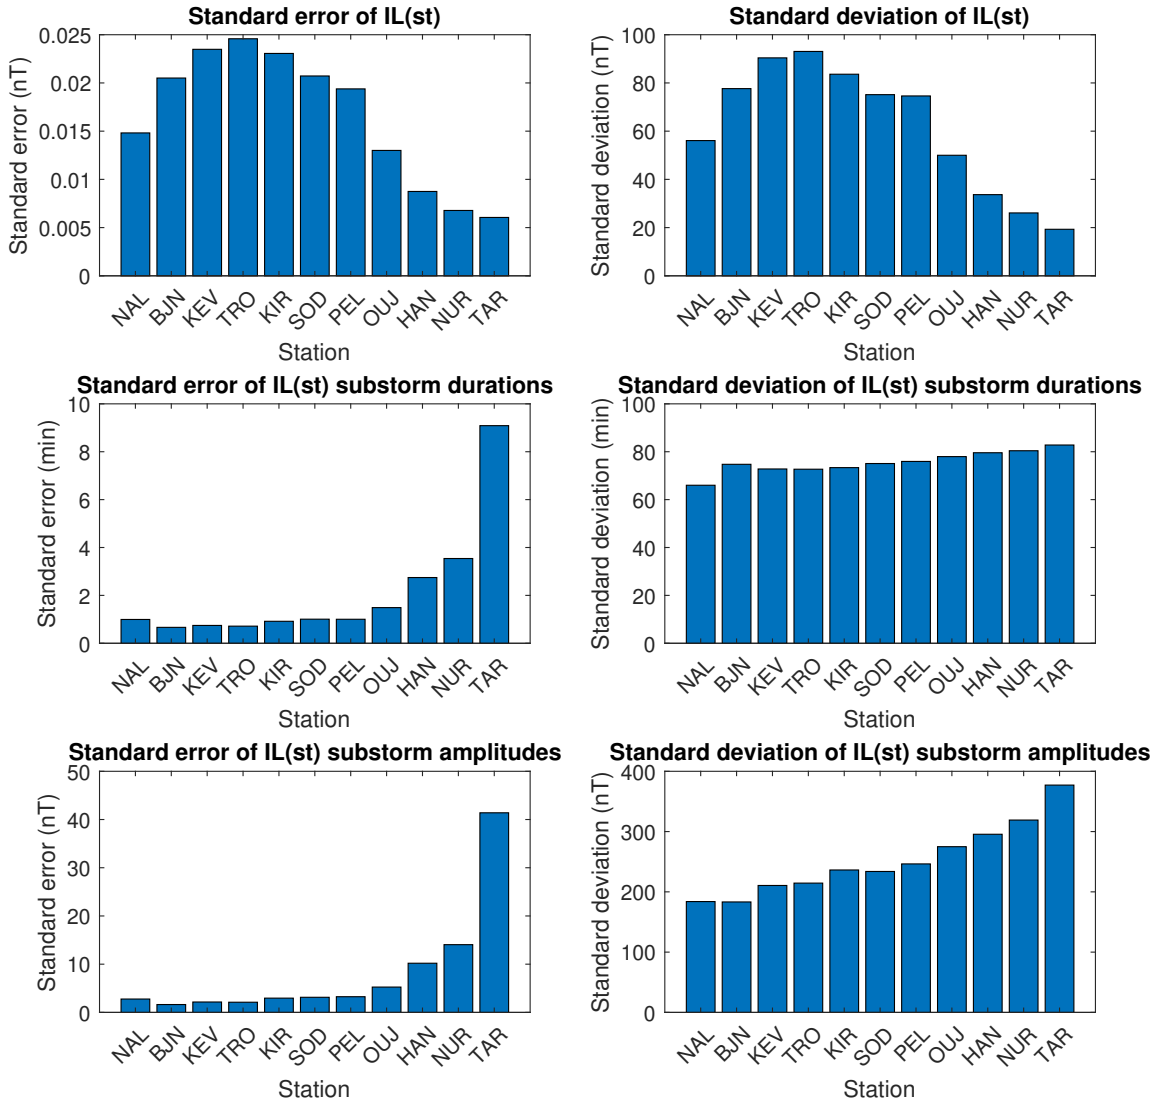 Standard error of IL(st)
Standard error (nT)
0.025
0.02
0.015
0.01
0.005
0
NAL BJN KEV TRO KIR SOD PEL OUJ HAN NUR TAR
Station
Standard deviation of IL(st)
Standard deviation (nT)
100
80
60
40
20
0
NAL BJN KEV TRO KIR SOD PEL OUJ HAN NUR TAR
Station
Standard error of IL(st) substorm durations
Standard error (min)
10
8
6
4
2
0
NAL BJN KEV TRO KIR SOD PEL OUJ HAN NUR TAR
Station
Standard deviation of IL(st) substorm durations
Standard deviation (min)
100
80
60
40
20
0
NAL BJN KEV TRO KIR SOD PEL OUJ HAN NUR TAR
Station
Standard error of IL(st) substorm amplitudes
Standard error (nT)
50
40
30
20
10
0
NAL BJN KEV TRO KIR SOD PEL OUJ HAN NUR TAR
Station
Standard deviation of IL(st) substorm amplitudes
Standard deviation (nT)
400
300
200
100
0
NAL BJN KEV TRO KIR SOD PEL OUJ HAN NUR TAR
Station